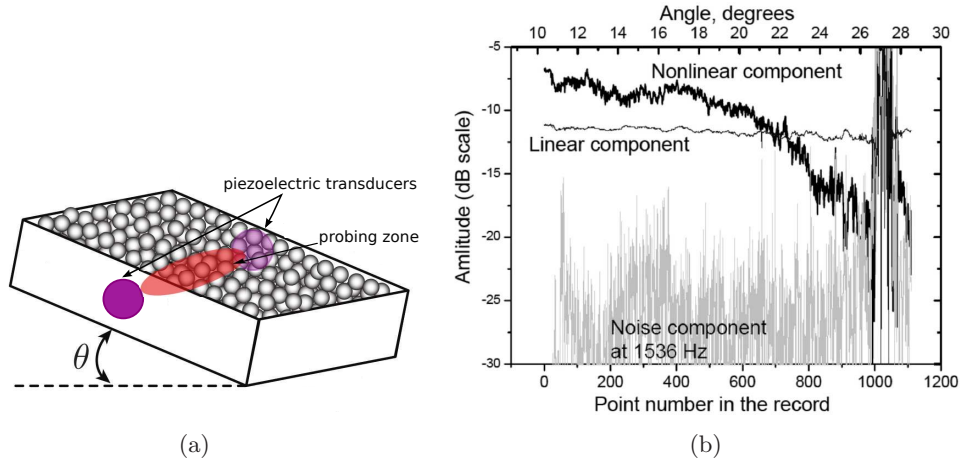 piezoelectric transducers
probing zone
θ
(a)
Angle, degrees
10 12 14 16 18 20 22 24 26 28 30
Amlitude (dB scale)
-5
-10
-15
-20
-25
-30
Nonlinear component
Linear component
Noise component
at 1536 Hz
0 200 400 600 800 1000 1200
Point number in the record
(b)